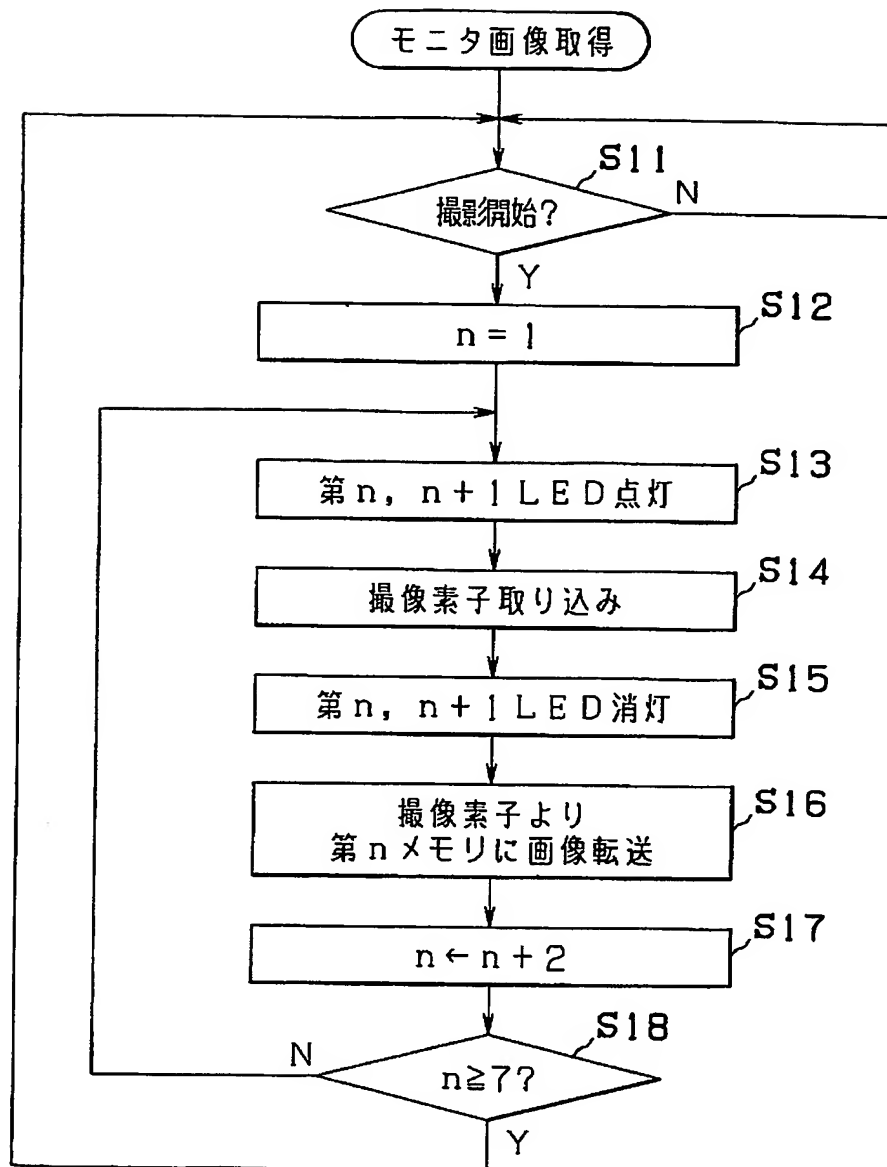 モニタ画像取得
S11
撮影開始?
N
Y
S12
n=1
S13
第n, n+1LED点灯
S14
撮像素子取り込み
S15
第n, n+1LED消灯
S16
撮像素子より
第nメモリに画像転送
S17
n←n+2
S18
N
n≧7?
Y